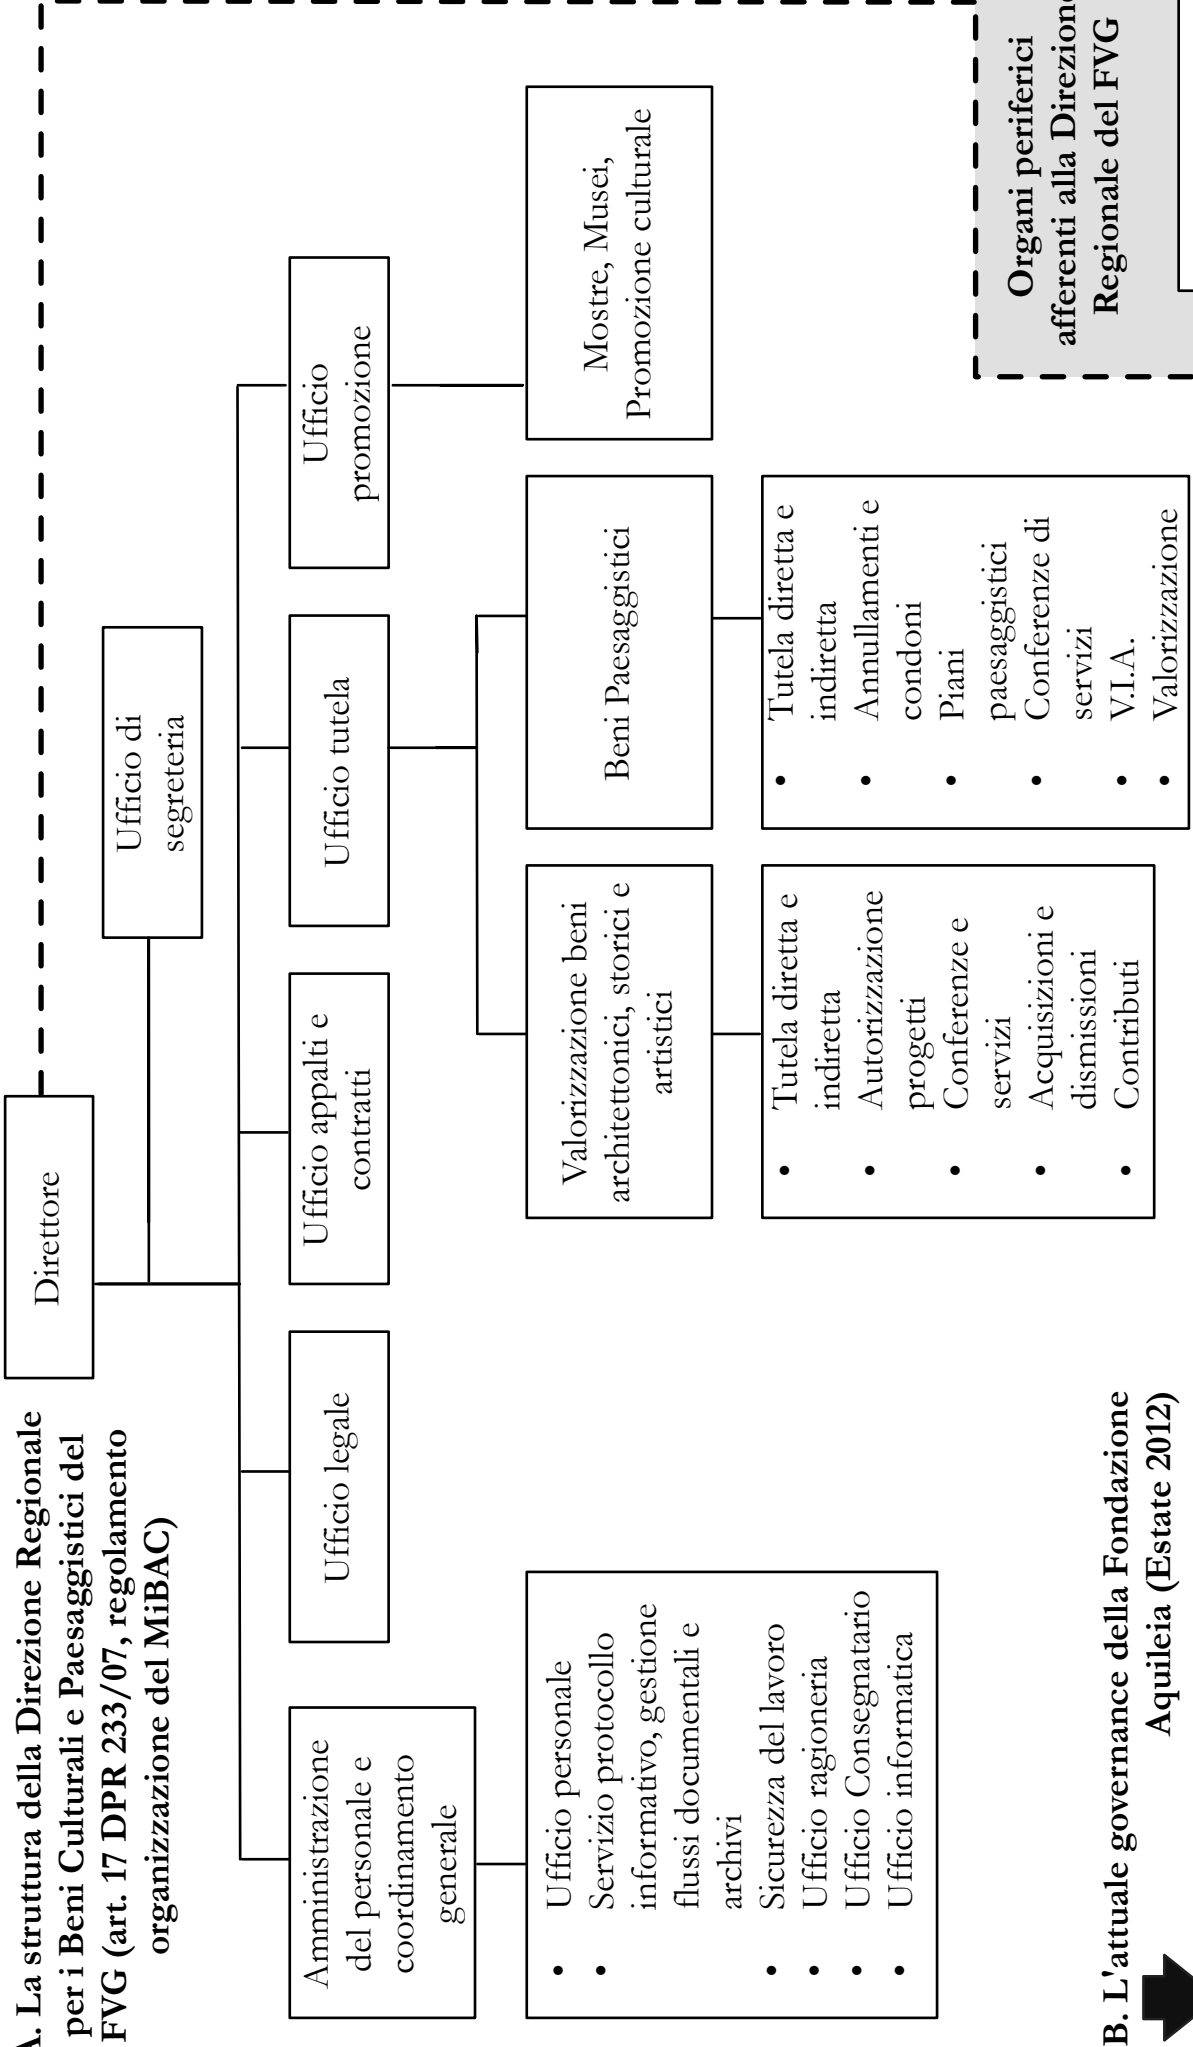 A. La struttura della Direzione Regionale
per i Beni Culturali e Paesaggistici del
FVG (art. 17 DPR 233/07, regolamento
organizzazione del MiBAC)
Direttore
Ufficio di
segreteria
Amministrazione
del personale e
coordinamento
generale
Ufficio legale
Ufficio appalti e
contratti
Ufficio tutela
Ufficio
promozione
• Ufficio personale
• Servizio protocollo
informativo, gestione
flussi documentali e
archivi
• Sicurezza del lavoro
• Ufficio ragioneria
• Ufficio Consegnatario
• Ufficio informatica
Valorizzazione beni
architettonici, storici e
artistici
Beni Paesaggistici
Mostre, Musei,
Promozione culturale
• Tutela diretta e
indiretta
• Autorizzazione
progetti
• Conferenze e
servizi
• Acquisizioni e
dismissioni
• Contributi
• Tutela diretta e
indiretta
• Annullamenti e
condoni
• Piani
paesaggistici
• Conferenze di
servizi
• V.I.A.
• Valorizzazione
Organi periferici
afferenti alla Direzione
Regionale del FVG
B. L'attuale governance della Fondazione
Aquileia (Estate 2012)